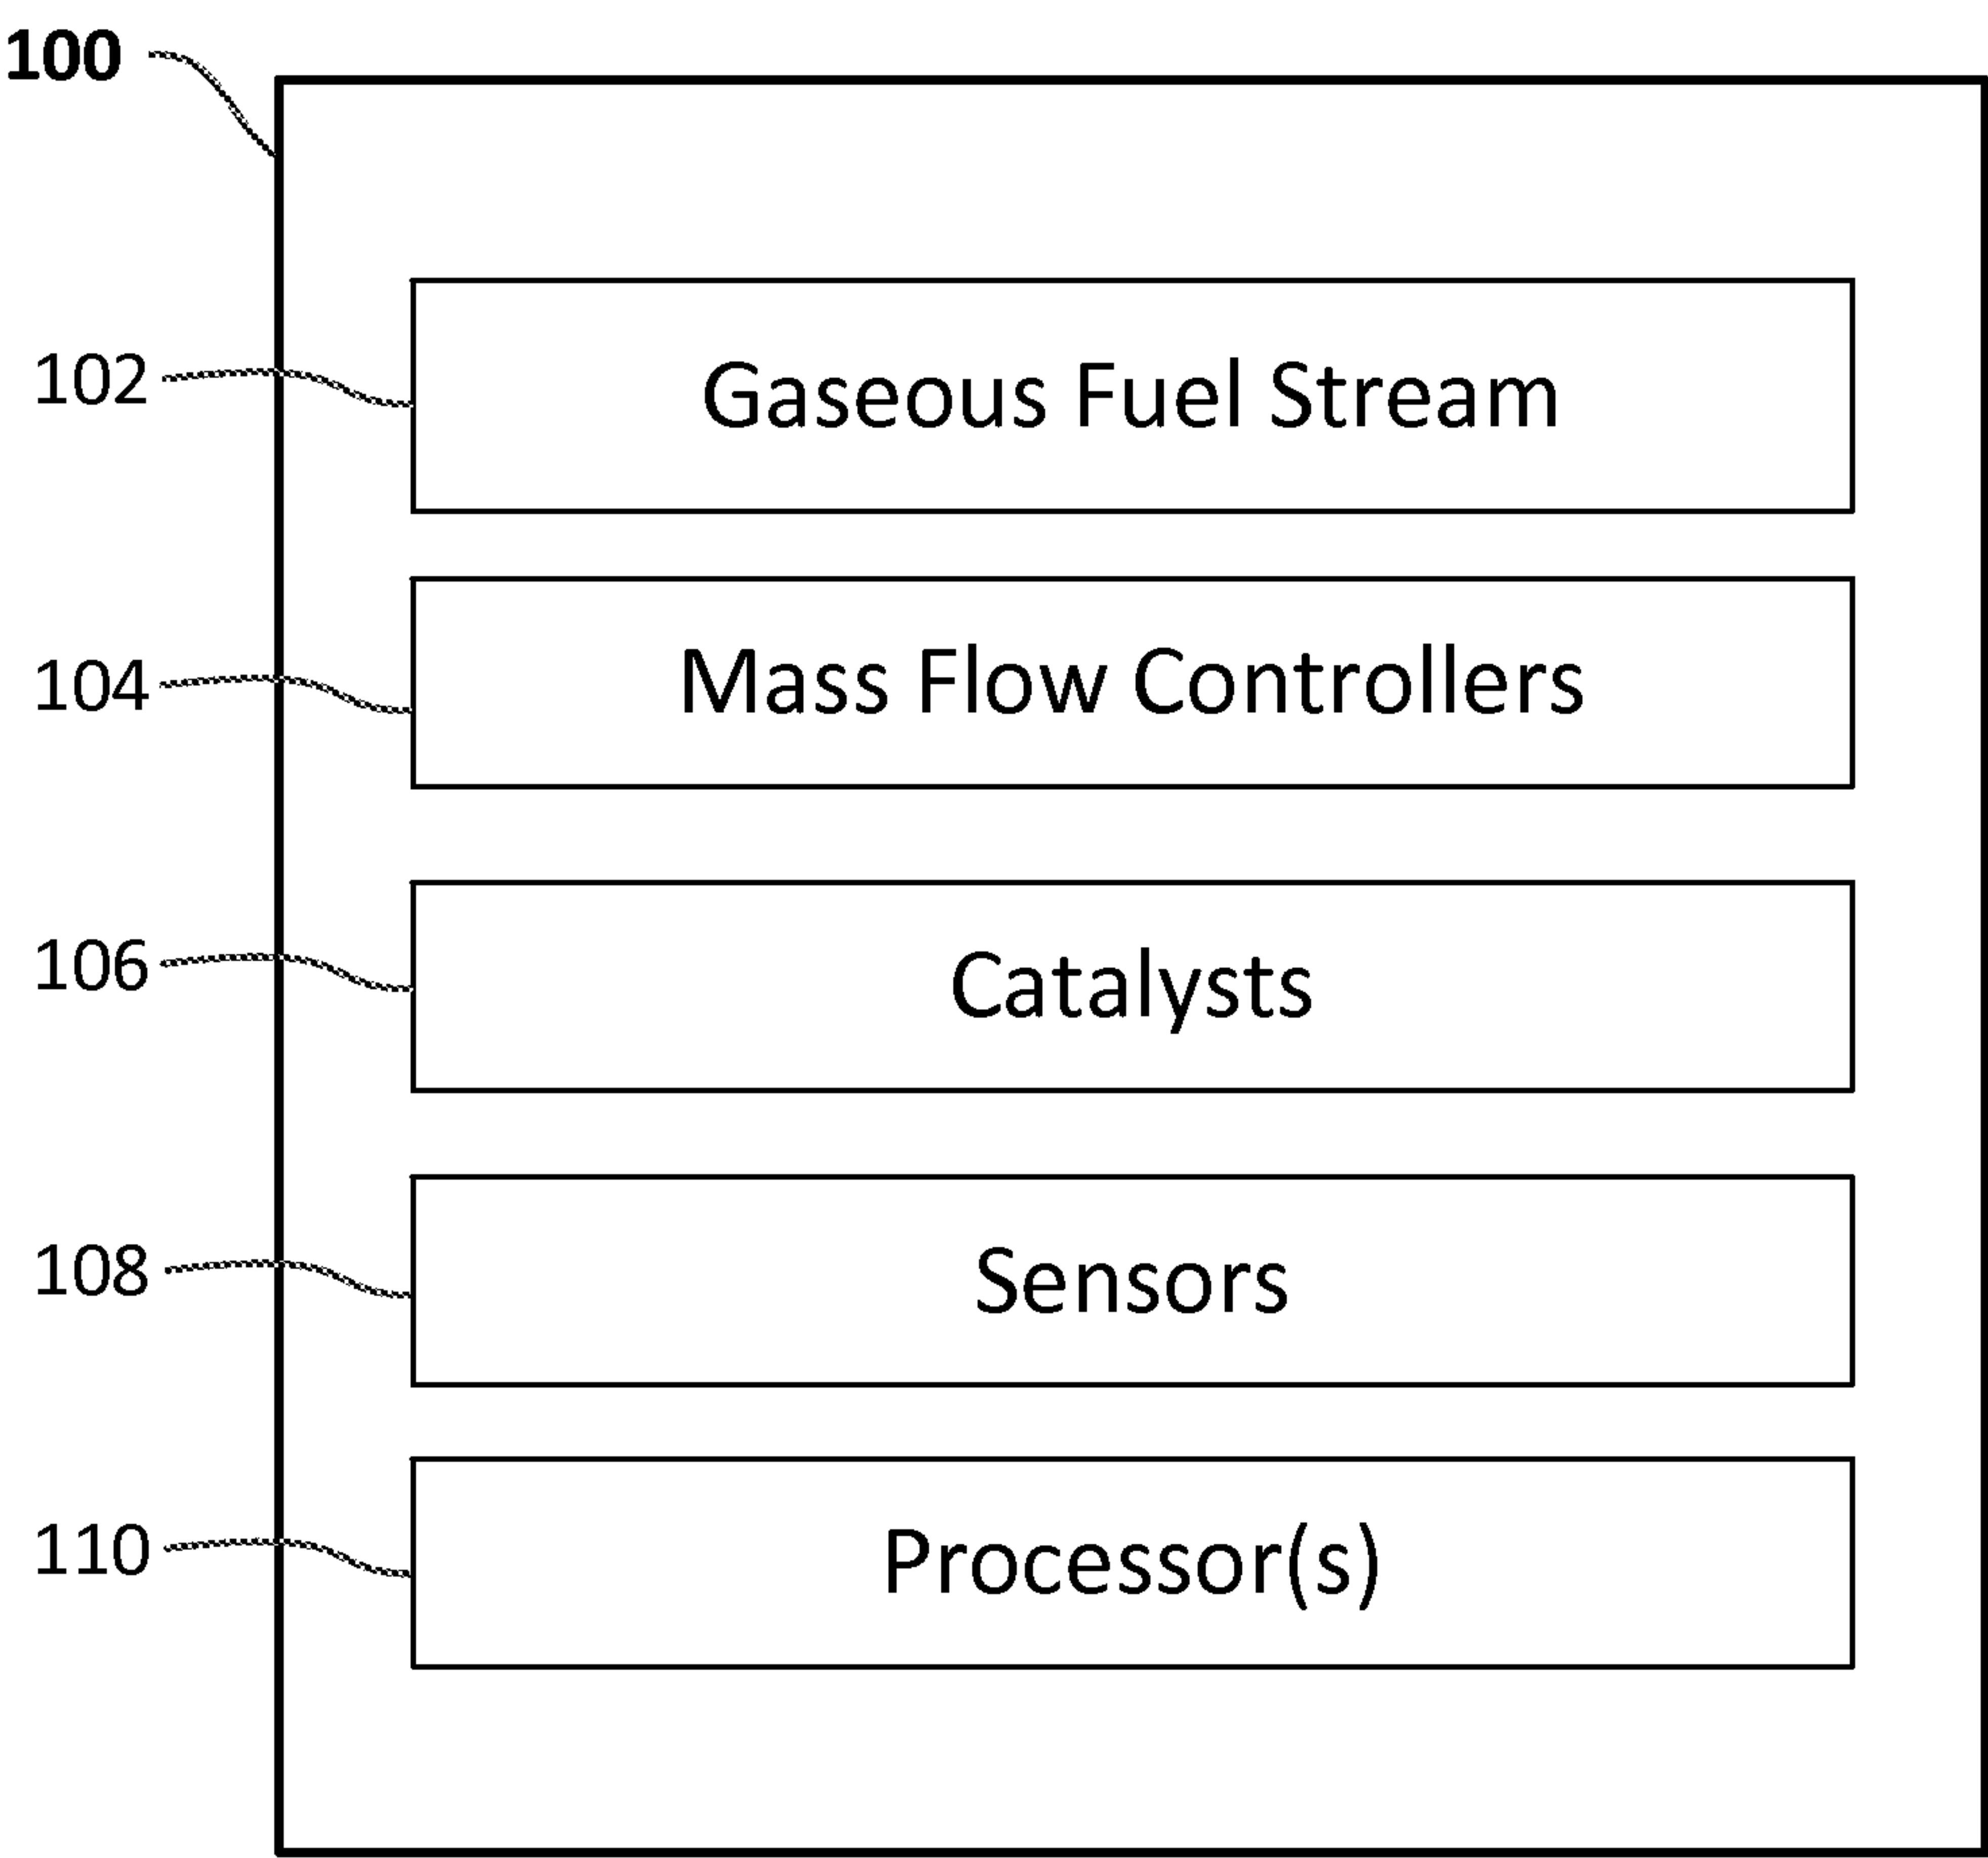 100
102 Gaseous Fuel Stream
104 Mass Flow Controllers
106 Catalysts
108 Sensors
110 Processor(s)